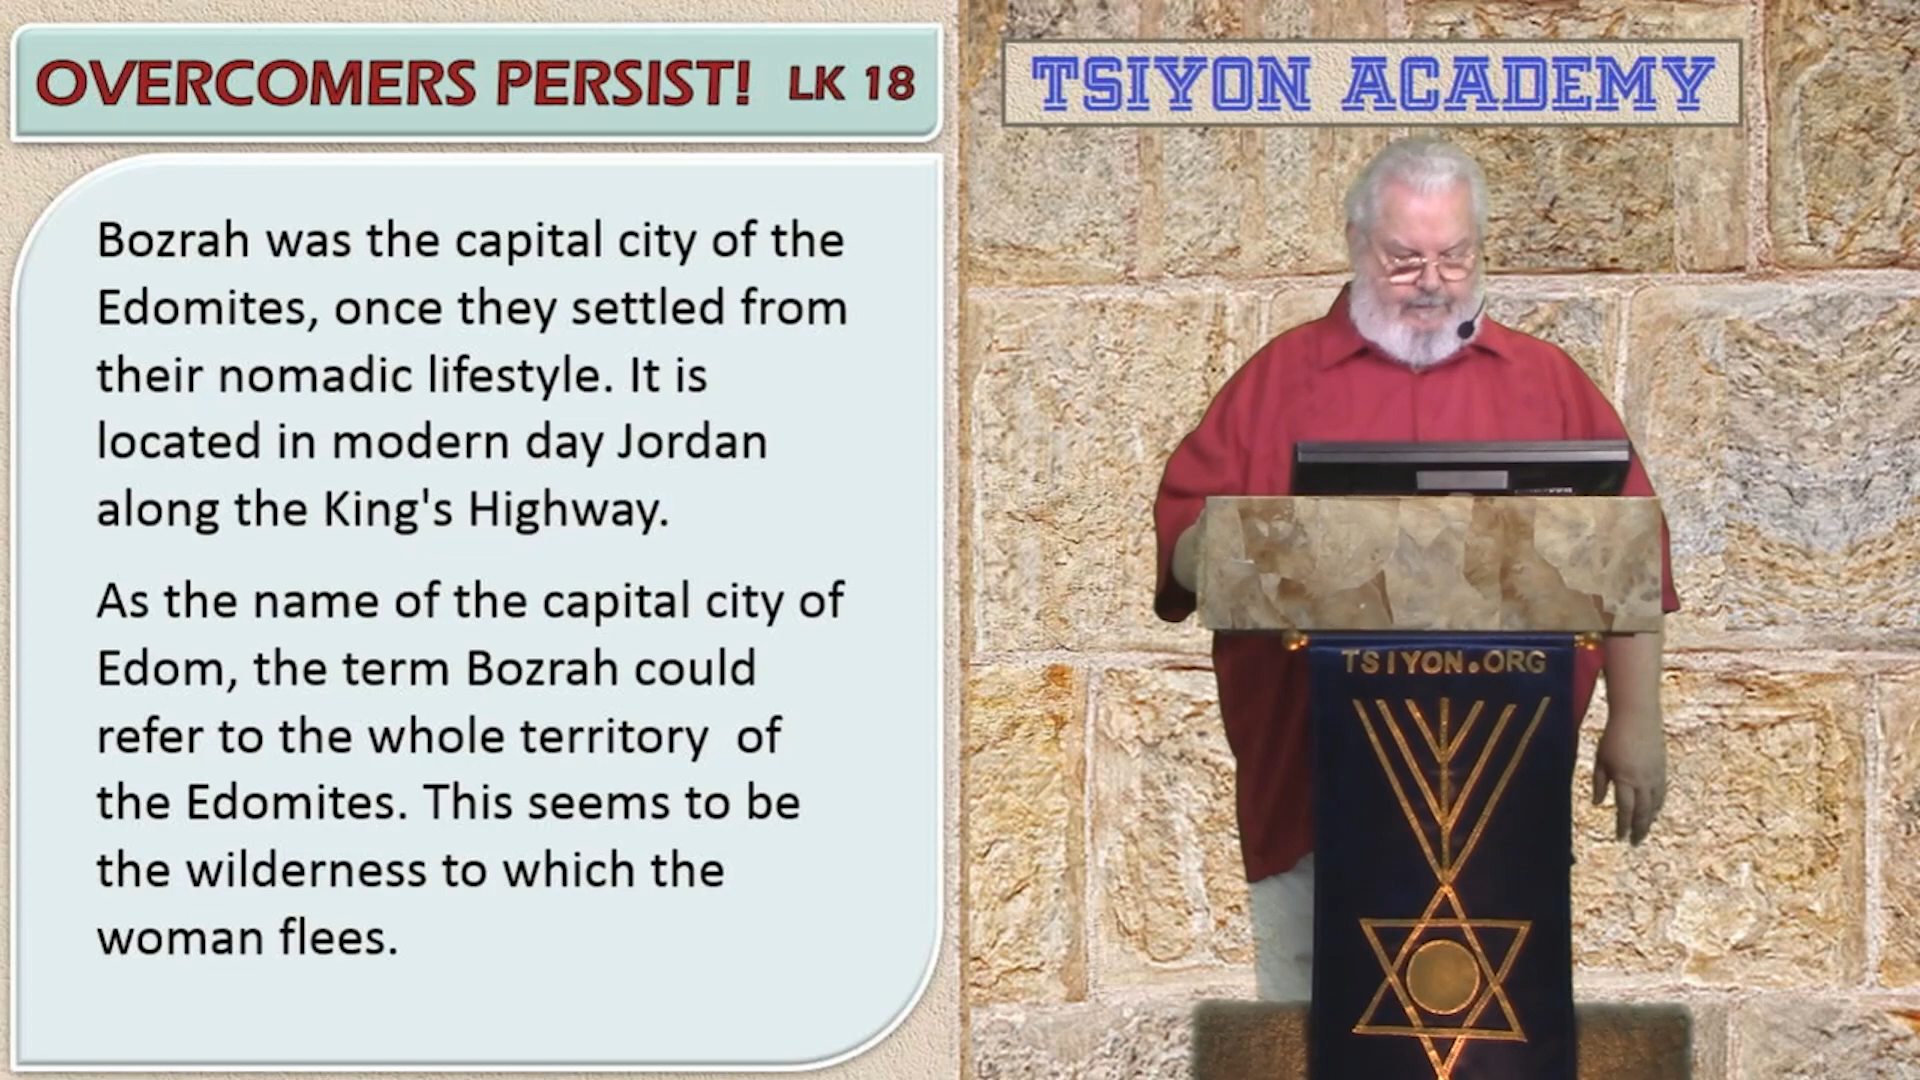 OVERCOMERS PERSIST! LK 18
Bozrah was the capital city of the
Edomites, once they settled from
their nomadic lifestyle. It is
located in modern day Jordan
along the King's Highway.
As the name of the capital city of
Edom, the term Bozrah could
refer to the whole territory of
the Edomites. This seems to be
the wilderness to which the
woman flees.
TSIYON ACADEMY
TSIYON.ORG